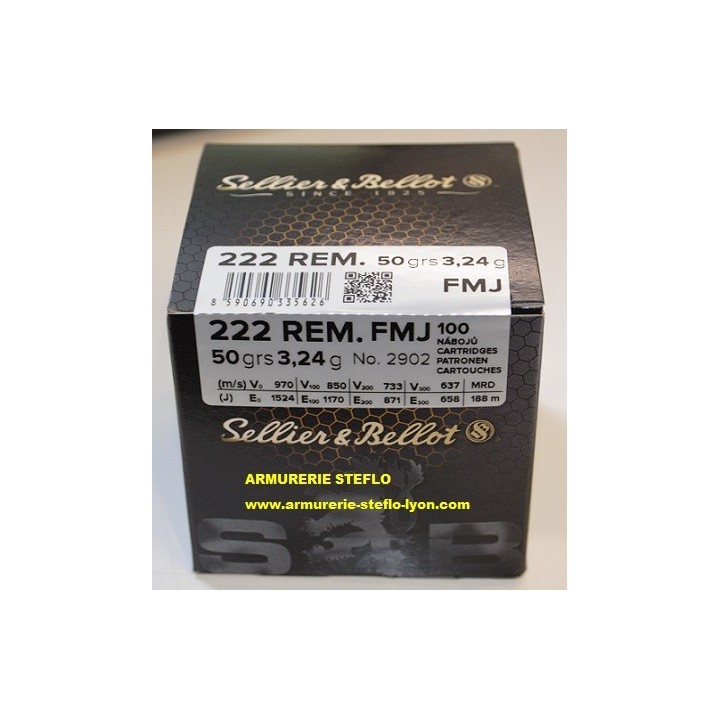 Sellier & Bellot SB
SINCE 1825
222 REM. 50 grs 3,24 g
8 590690 335626
FMJ
222 REM. FMJ 100
NÁBOJŮ
CARTRIDGES
50 grs 3,24 g No. 2902
PATRONEN
CARTOUCHES
(m/s) V₀ 970 V₁₀₀ 850 V₂₀₀ 733 V₃₀₀ 637 MRD
(J) E₀ 1524 E₁₀₀ 1170 E₂₀₀ 871 E₃₀₀ 658 188 m
Sellier & Bellot SB
ARMURERIE STEFLO
www.armurerie-steflo-lyon.com
S&B